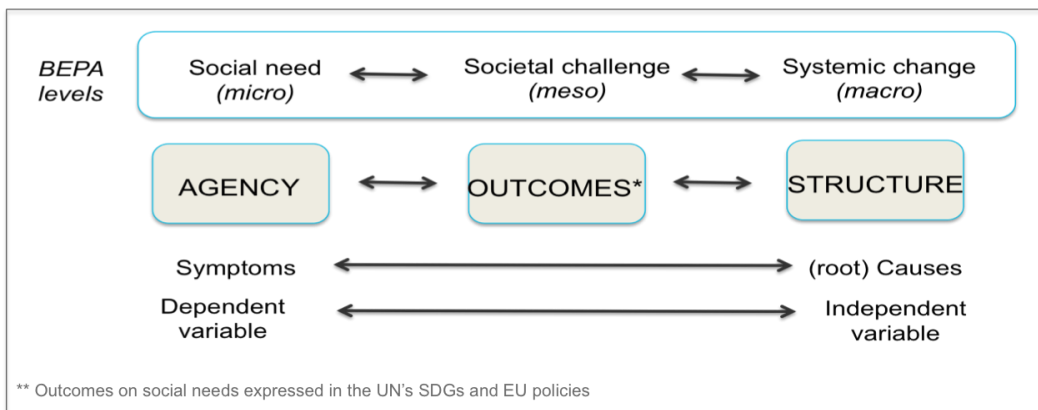 BEPA levels
Social need (micro)
Societal challenge (meso)
Systemic change (macro)
AGENCY
OUTCOMES*
STRUCTURE
Symptoms
(root) Causes
Dependent variable
Independent variable
** Outcomes on social needs expressed in the UN's SDGs and EU policies